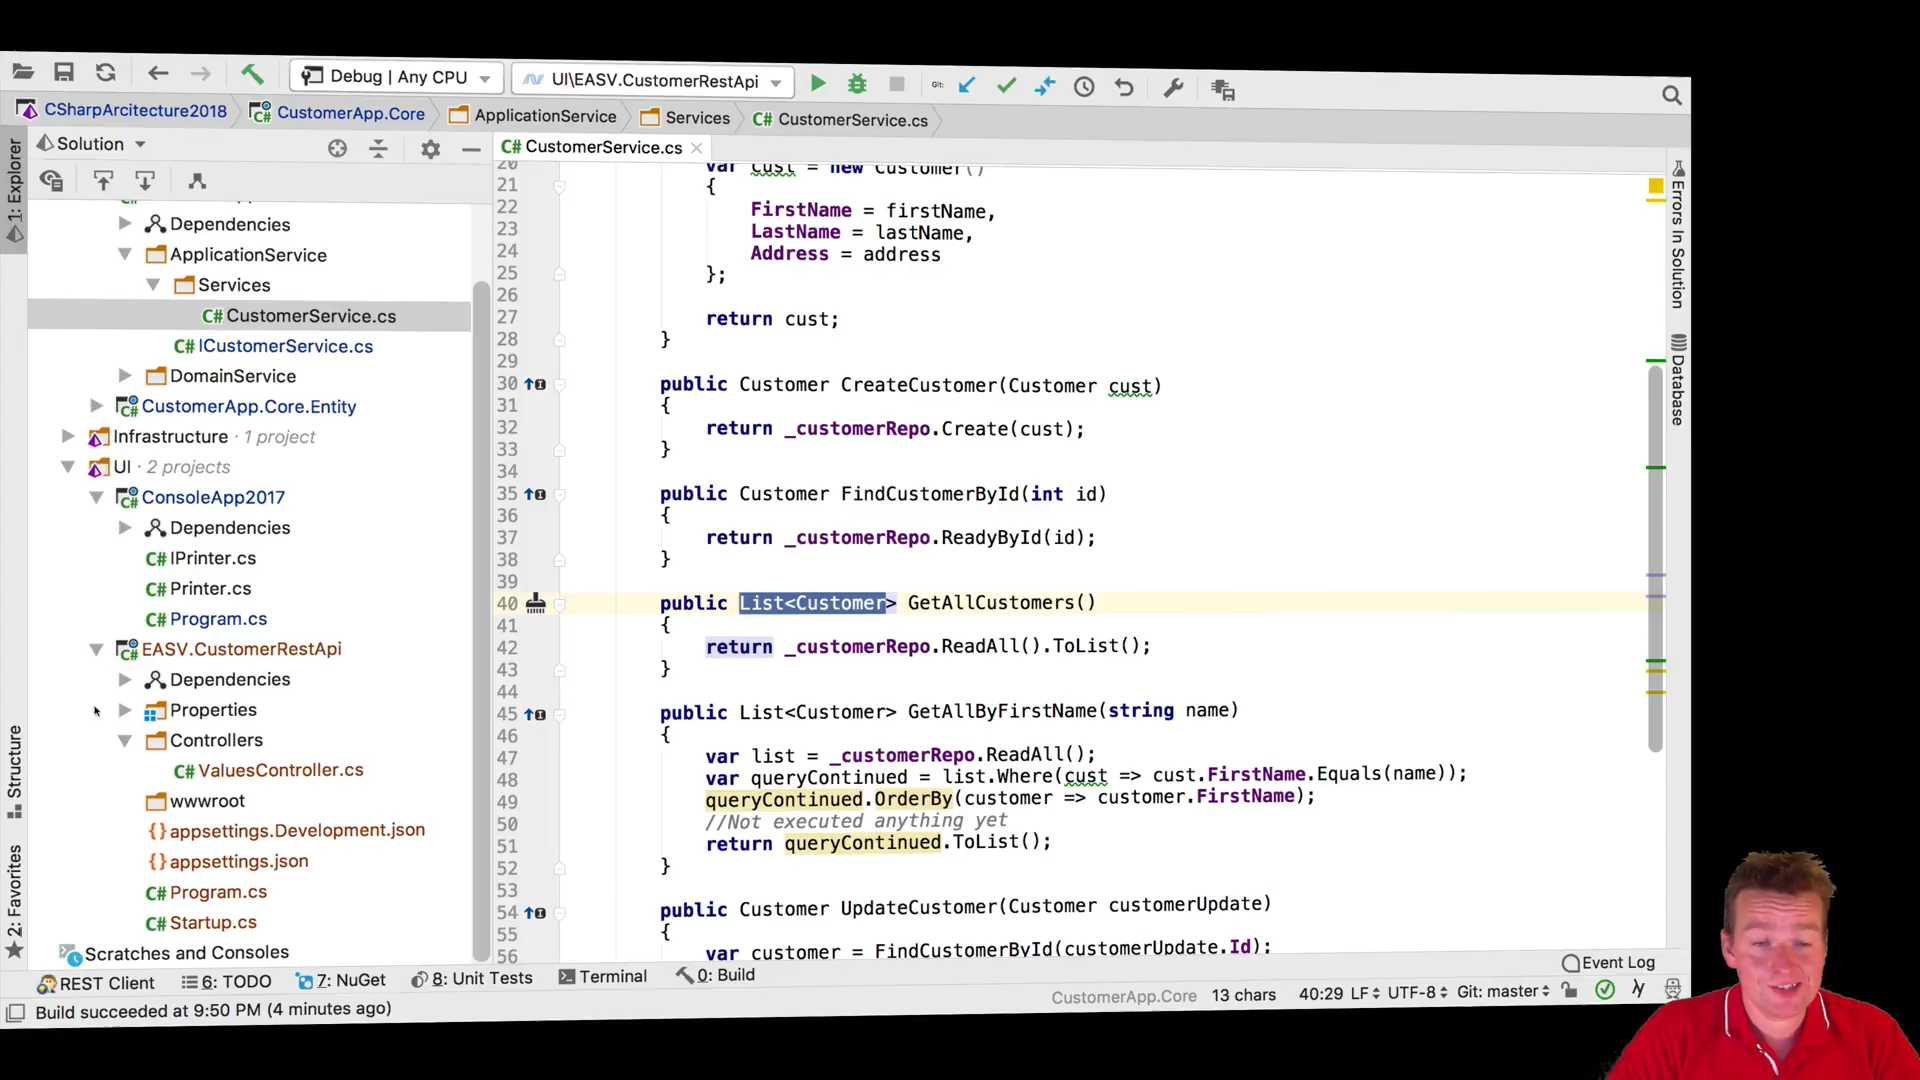 Debug | Any CPU
UI\EASV.CustomerRestApi
Git:
CSharpArcitecture2018
CustomerApp.Core
ApplicationService
Services
CustomerService.cs
1: Explorer
Solution
CustomerService.cs
Dependencies
ApplicationService
Services
CustomerService.cs
ICustomerService.cs
DomainService
CustomerApp.Core.Entity
Infrastructure · 1 project
UI · 2 projects
ConsoleApp2017
Dependencies
IPrinter.cs
Printer.cs
Program.cs
EASV.CustomerRestApi
Dependencies
Properties
Controllers
ValuesController.cs
wwwroot
appsettings.Development.json
appsettings.json
Program.cs
Startup.cs
Scratches and Consoles
Structure
2: Favorites
20 var cust = new Customer()
21 {
22 FirstName = firstName,
23 LastName = lastName,
24 Address = address
25 };
26
27 return cust;
28 }
29
30 public Customer CreateCustomer(Customer cust)
31 {
32 return _customerRepo.Create(cust);
33 }
34
35 public Customer FindCustomerById(int id)
36 {
37 return _customerRepo.ReadyById(id);
38 }
39
40 public List<Customer> GetAllCustomers()
41 {
42 return _customerRepo.ReadAll().ToList();
43 }
44
45 public List<Customer> GetAllByFirstName(string name)
46 {
47 var list = _customerRepo.ReadAll();
48 var queryContinued = list.Where(cust => cust.FirstName.Equals(name));
49 queryContinued.OrderBy(customer => customer.FirstName);
50 //Not executed anything yet
51 return queryContinued.ToList();
52 }
53
54 public Customer UpdateCustomer(Customer customerUpdate)
55 {
56 var customer = FindCustomerById(customerUpdate.Id);
Errors In Solution
Database
REST Client
6: TODO
7: NuGet
8: Unit Tests
Terminal
0: Build
Event Log
Build succeeded at 9:50 PM (4 minutes ago)
CustomerApp.Core
13 chars
40:29
LF
UTF-8
Git: master